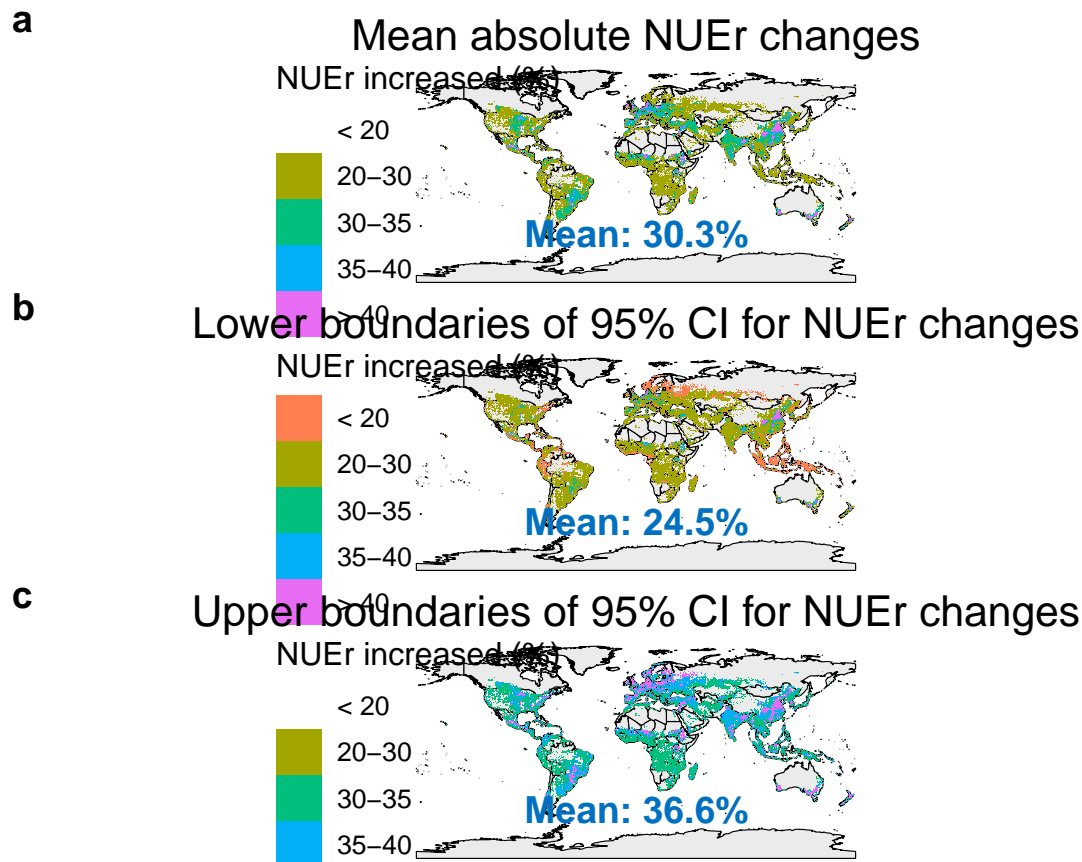 a
Mean absolute NUEr changes
NUEr increased (%)
< 20
20–30
30–35
35–40
> 40
Mean: 30.3%
b
Lower boundaries of 95% CI for NUEr changes
NUEr increased (%)
< 20
20–30
30–35
35–40
> 40
Mean: 24.5%
c
Upper boundaries of 95% CI for NUEr changes
NUEr increased (%)
< 20
20–30
30–35
35–40
Mean: 36.6%